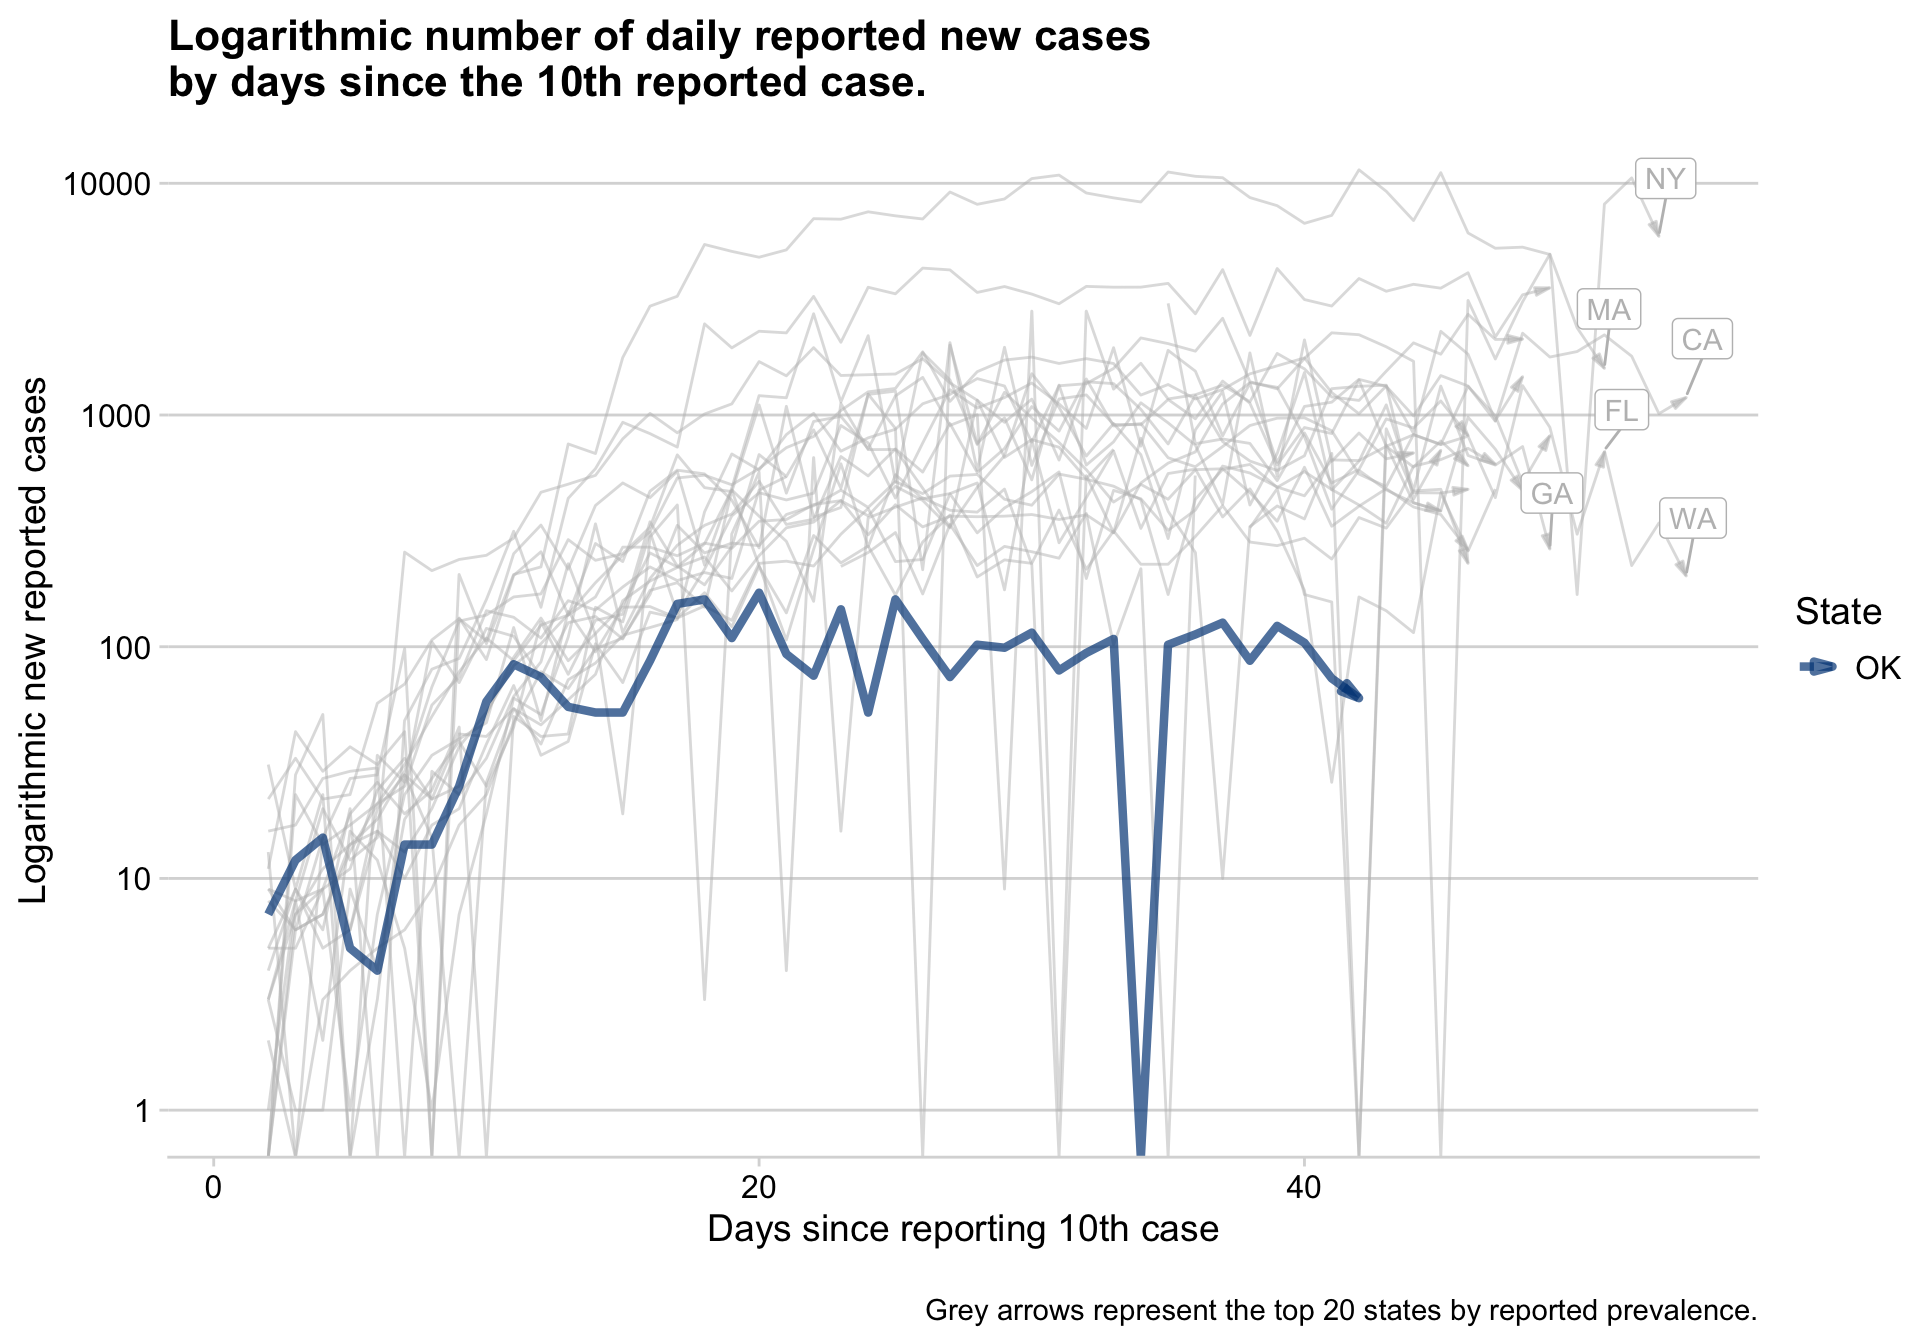 Logarithmic number of daily reported new cases
by days since the 10th reported case.
Logarithmic new reported cases
10000
1000
100
10
1
NY
MA
CA
FL
GA
WA
State
OK
0
20
40
Days since reporting 10th case
Grey arrows represent the top 20 states by reported prevalence.